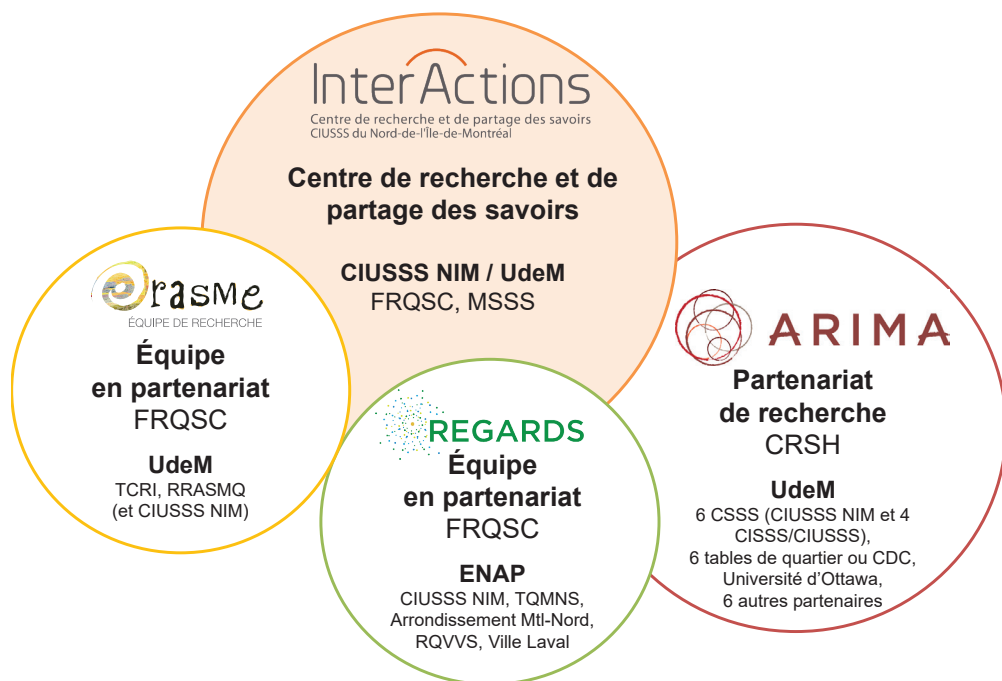 InterActions
Centre de recherche et de partage des savoirs
CIUSSS du Nord-de-l'Île-de-Montréal
Centre de recherche et de
partage des savoirs
CIUSSS NIM / UdeM
FRQSC, MSSS
erasme
ÉQUIPE DE RECHERCHE
Équipe
en partenariat
FRQSC
UdeM
TCRI, RRASMQ
(et CIUSSS NIM)
REGARDS
Équipe
en partenariat
FRQSC
ENAP
CIUSSS NIM, TQMNS,
Arrondissement Mtl-Nord,
RQVVS, Ville Laval
ARIMA
Partenariat
de recherche
CRSH
UdeM
6 CSSS (CIUSSS NIM et 4
CISSS/CIUSSS),
6 tables de quartier ou CDC,
Université d'Ottawa,
6 autres partenaires